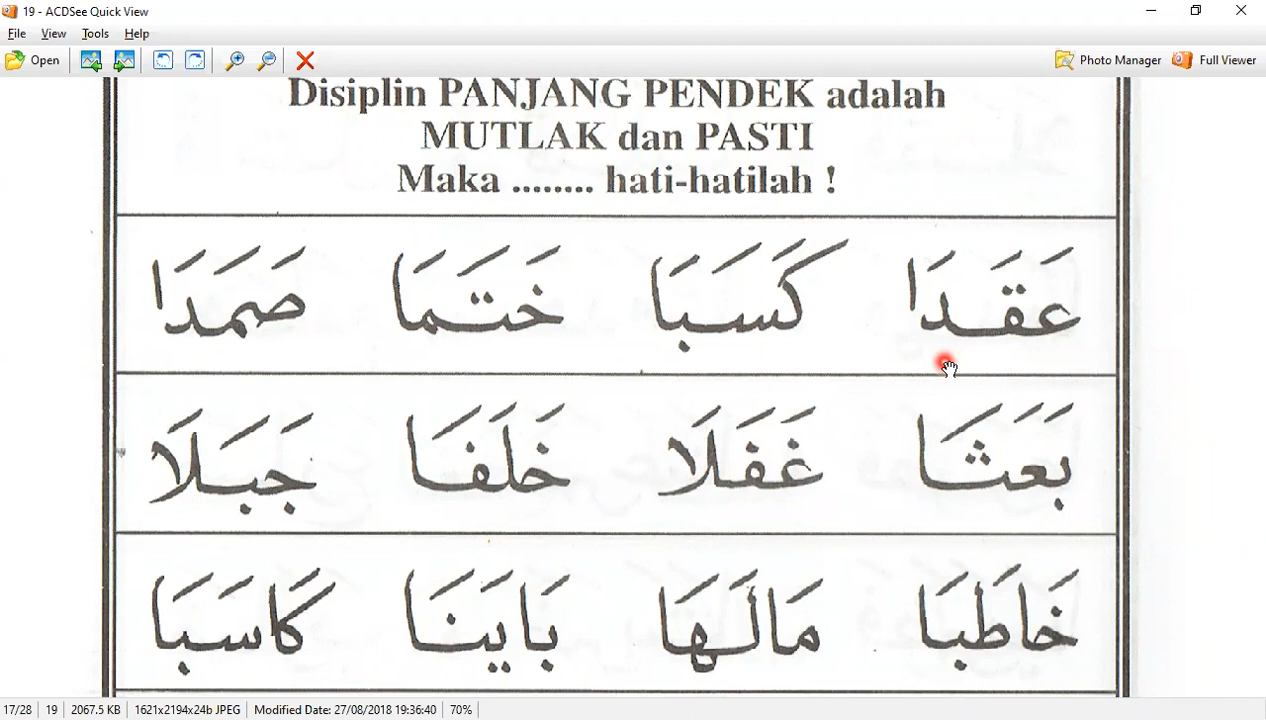 19 - ACDSee Quick View
File View Tools Help
Open Photo Manager Full Viewer
Disiplin PANJANG PENDEK adalah
MUTLAK dan PASTI
Maka ........ hati-hatilah !
عَقَدَا كَسَبَا خَتَمَا صَمَدَا
بَعَثَا غَفَلَا خَلَفَا جَبَلَا
خَاطَبَا مَالَهَا بَايَنَا كَاسَبَا
17/28 19 2067.5 KB 1621x2194x24b JPEG Modified Date: 27/08/2018 19:36:40 70%